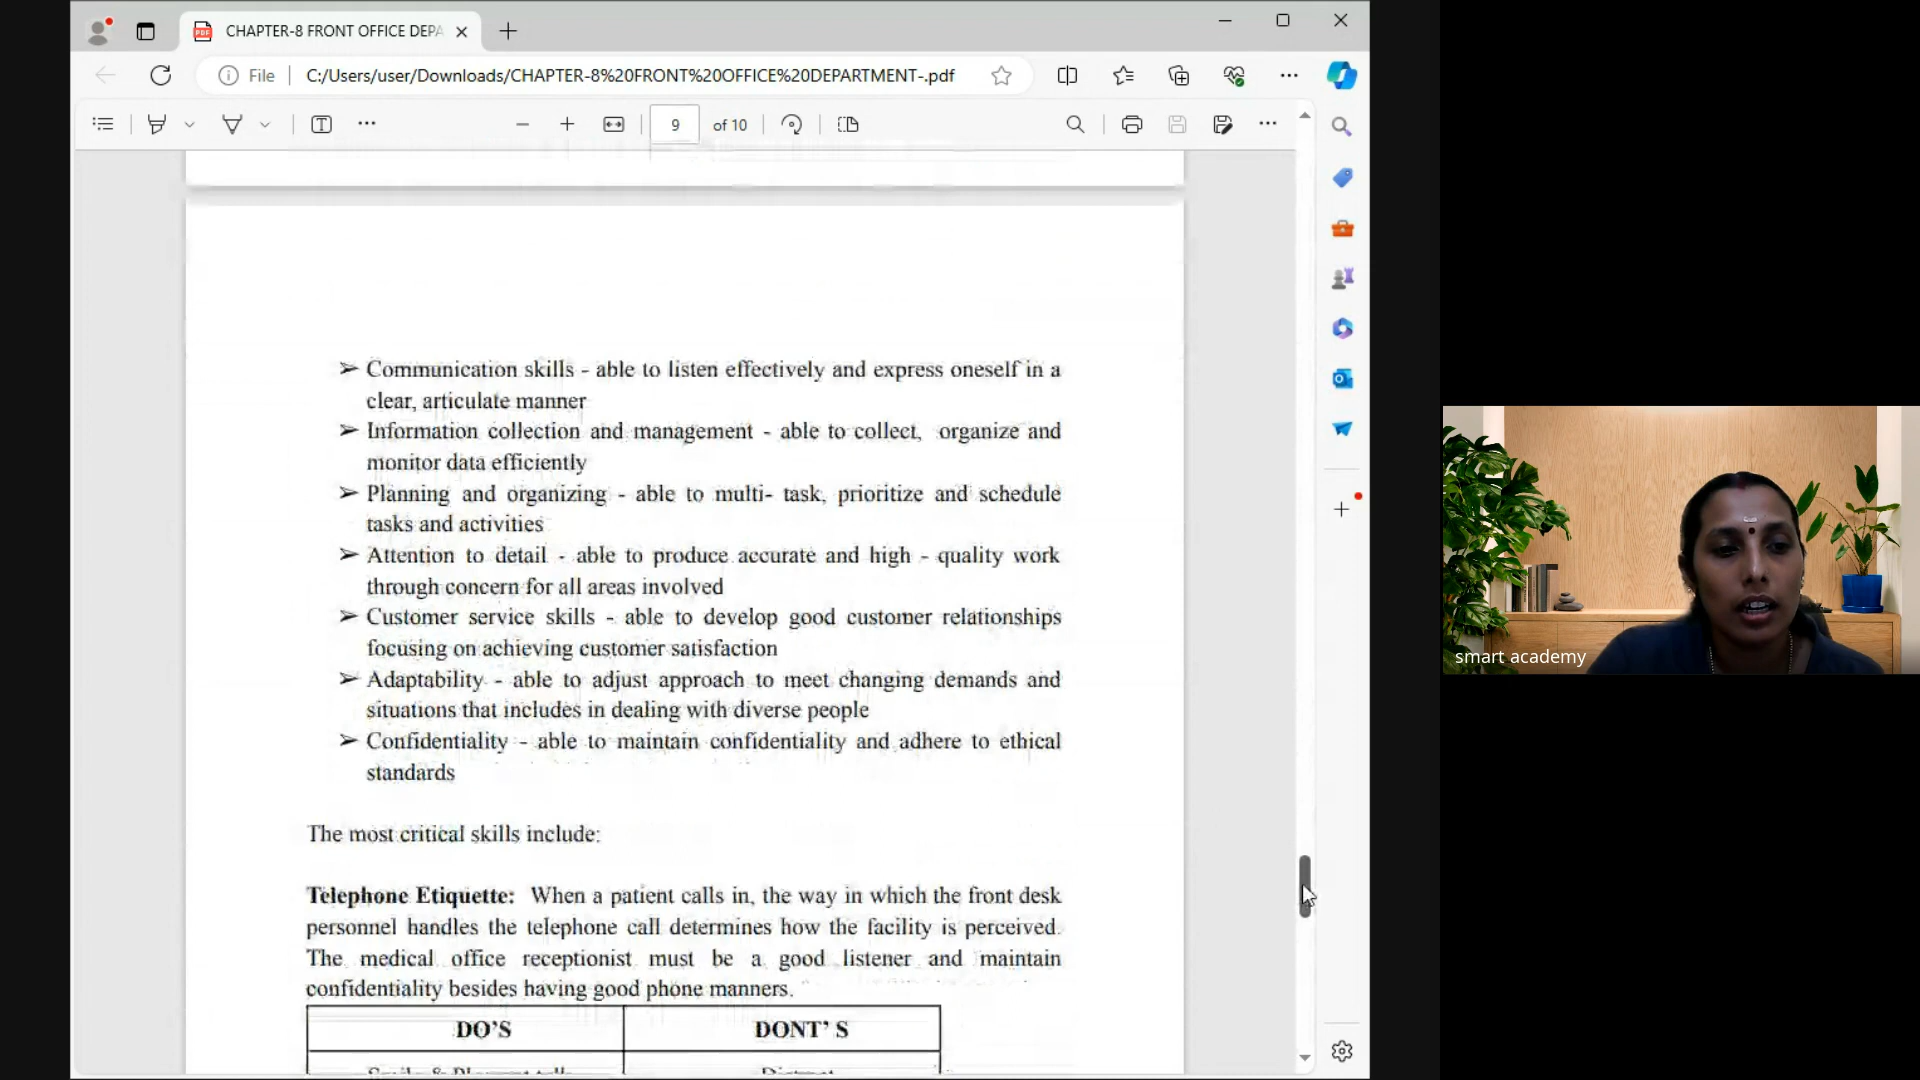 CHAPTER-8 FRONT OFFICE DEPA
File
C:/Users/user/Downloads/CHAPTER-8%20FRONT%20OFFICE%20DEPARTMENT-.pdf
9 of 10
➢ Communication skills - able to listen effectively and express oneself in a
clear, articulate manner
➢ Information collection and management - able to collect, organize and
monitor data efficiently
➢ Planning and organizing - able to multi- task, prioritize and schedule
tasks and activities
➢ Attention to detail - able to produce accurate and high - quality work
through concern for all areas involved
➢ Customer service skills - able to develop good customer relationships
focusing on achieving customer satisfaction
➢ Adaptability - able to adjust approach to meet changing demands and
situations that includes in dealing with diverse people
➢ Confidentiality - able to maintain confidentiality and adhere to ethical
standards
The most critical skills include:
Telephone Etiquette: When a patient calls in, the way in which the front desk
personnel handles the telephone call determines how the facility is perceived.
The medical office receptionist must be a good listener and maintain
confidentiality besides having good phone manners.
DO'S DONT' S
smart academy